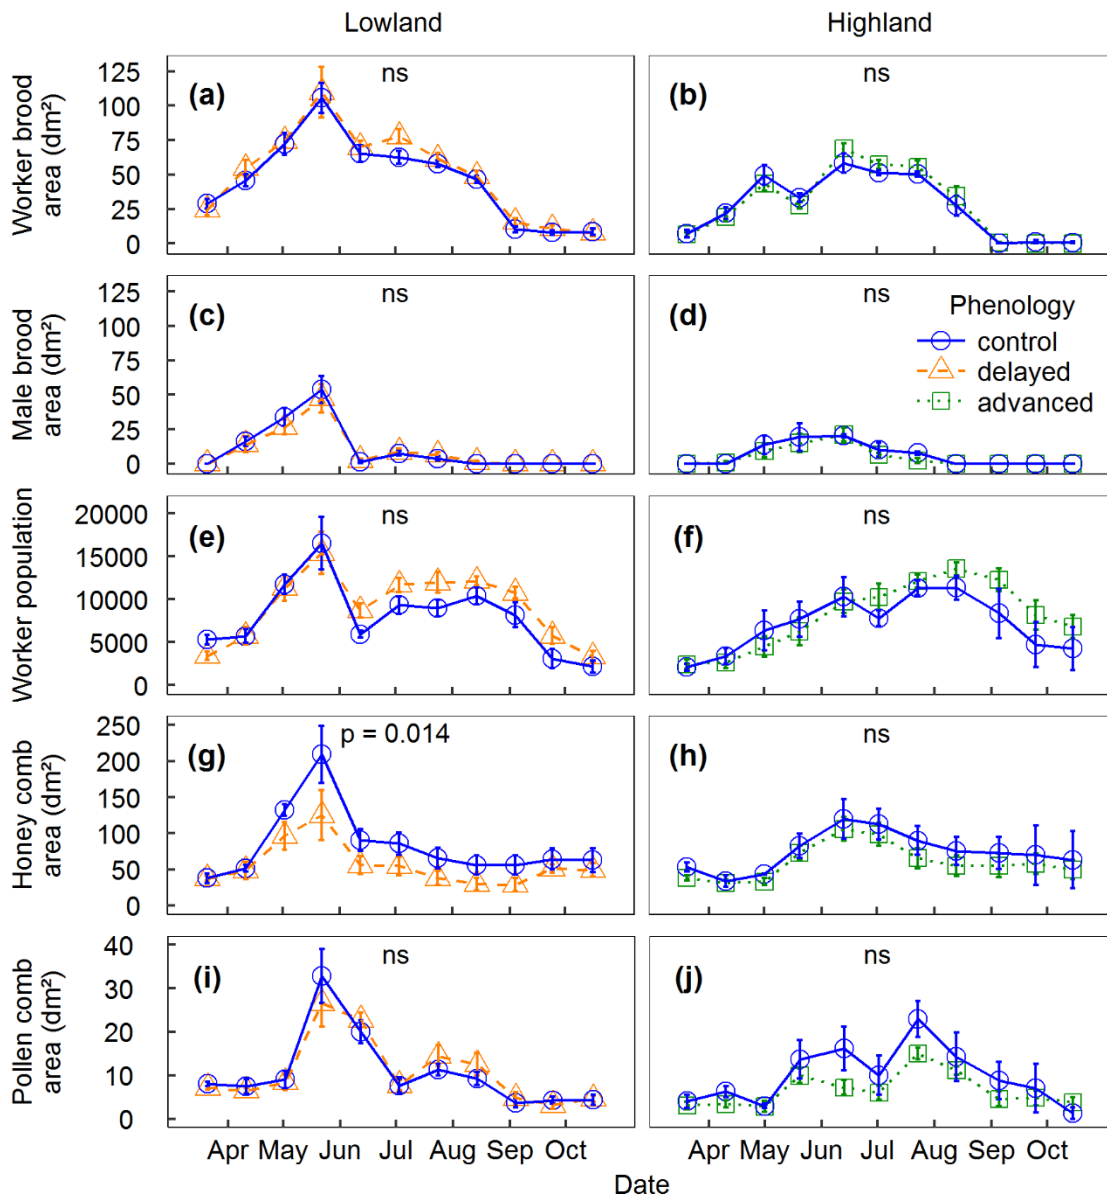 Lowland
Highland
Worker brood
area (dm²)
125
100
75
50
25
0
(a)
ns
(b)
ns
Male brood
area (dm²)
125
100
75
50
25
0
(c)
ns
(d)
ns
Phenology
control
delayed
advanced
Worker population
20000
15000
10000
5000
0
(e)
ns
(f)
ns
Honey comb
area (dm²)
250
200
150
100
50
0
(g)
p = 0.014
(h)
ns
Pollen comb
area (dm²)
40
30
20
10
0
(i)
ns
(j)
ns
Apr May Jun Jul Aug Sep Oct
Apr May Jun Jul Aug Sep Oct
Date